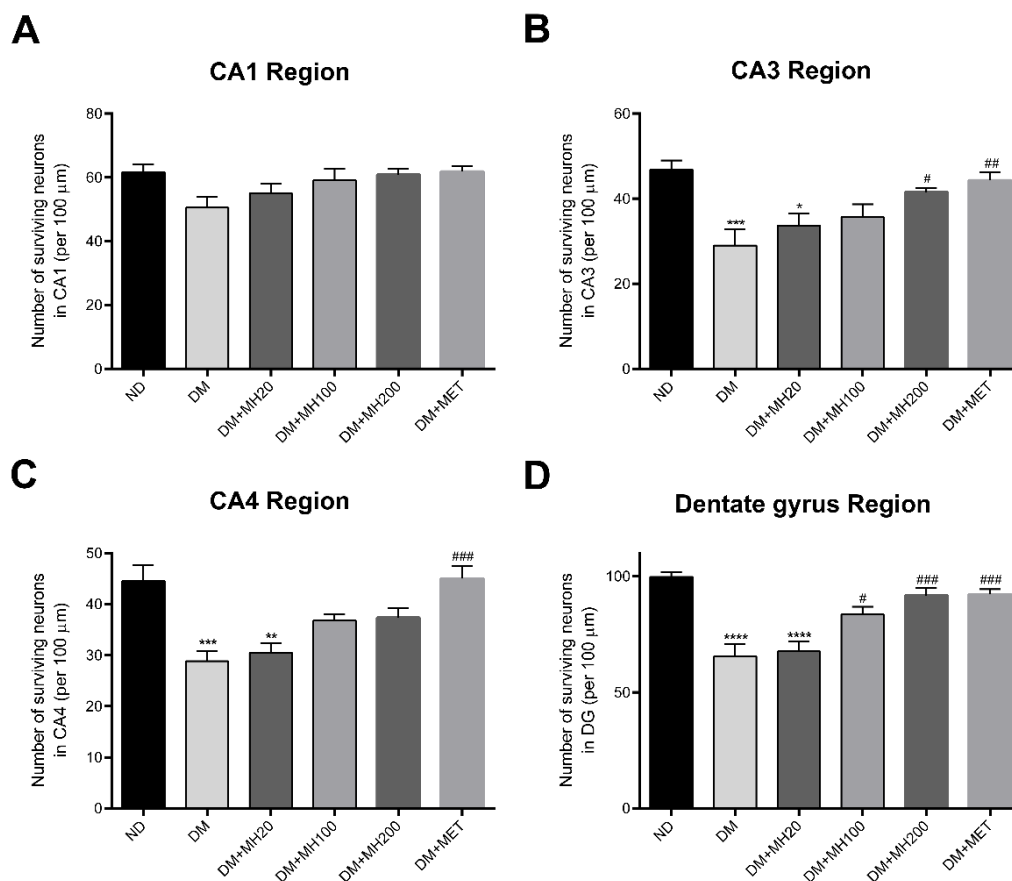 A
CA1 Region
Number of surviving neurons
in CA1 (per 100 μm)
80
60
40
20
0
ND
DM
DM+MH20
DM+MH100
DM+MH200
DM+MET
B
CA3 Region
Number of surviving neurons
in CA3 (per 100 μm)
60
40
20
0
***
*
#
##
ND
DM
DM+MH20
DM+MH100
DM+MH200
DM+MET
C
CA4 Region
Number of surviving neurons
in CA4 (per 100 μm)
50
40
30
20
10
0
***
**
###
ND
DM
DM+MH20
DM+MH100
DM+MH200
DM+MET
D
Dentate gyrus Region
Number of surviving neurons
in DG (per 100 μm)
100
50
0
****
****
#
###
###
ND
DM
DM+MH20
DM+MH100
DM+MH200
DM+MET